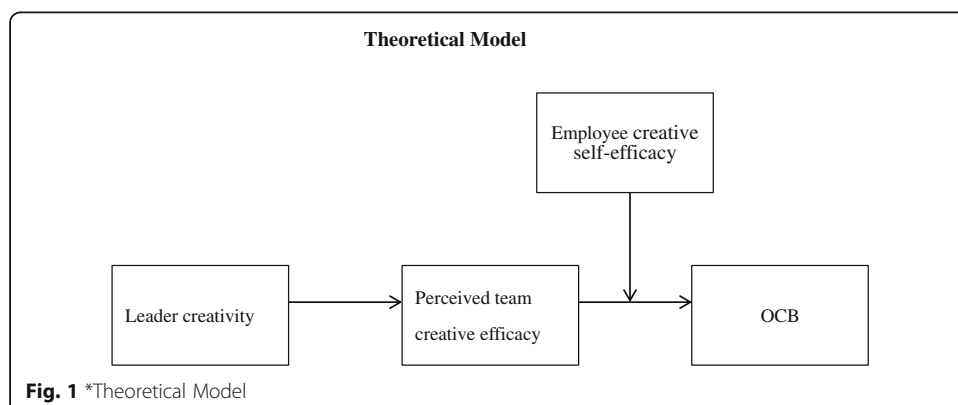 Theoretical Model
Employee creative
self-efficacy
Leader creativity
Perceived team
creative efficacy
OCB
Fig. 1 *Theoretical Model